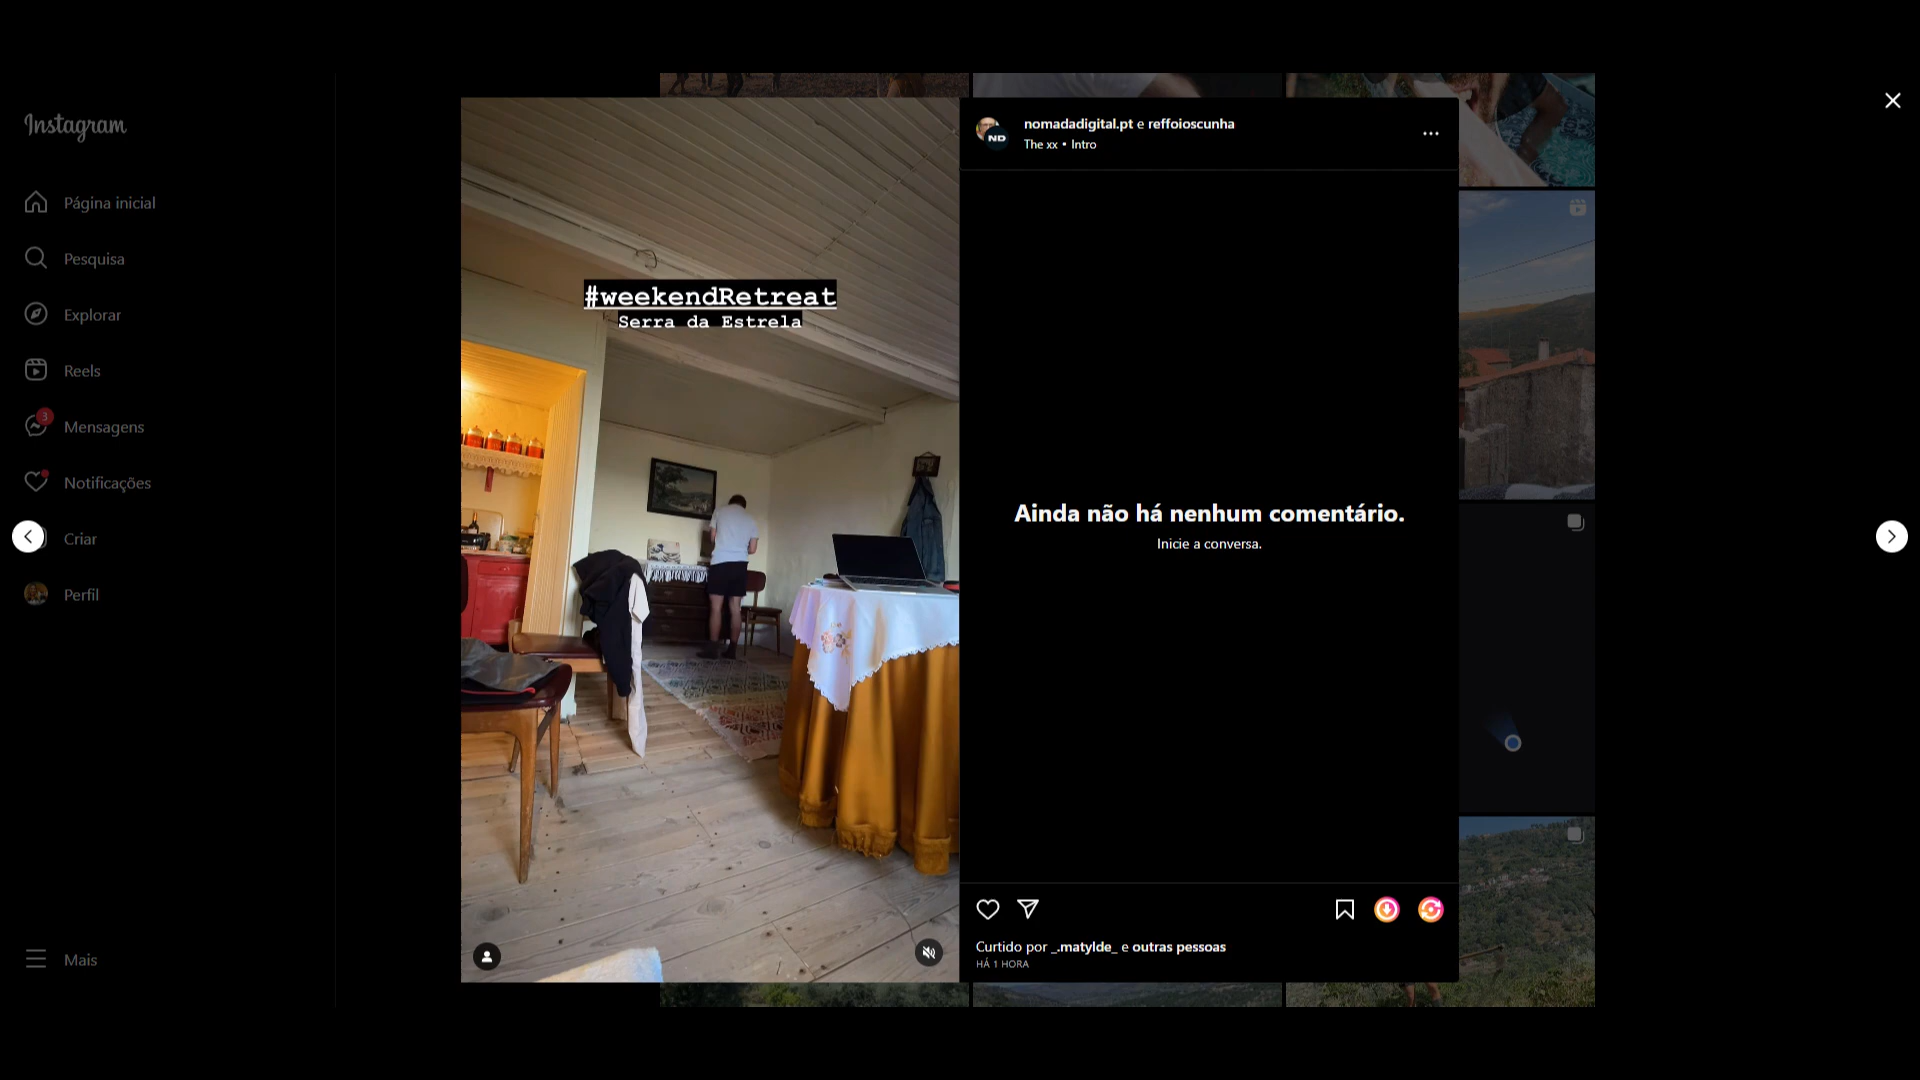 Instagram
Página inicial
Pesquisa
Explorar
Reels
3
Mensagens
Notificações
Criar
Perfil
Mais
#weekendRetreat
Serra da Estrela
ND
nomadadigital.pt e reffoioscunha
The xx • Intro
Ainda não há nenhum comentário.
Inicie a conversa.
Curtido por _.matylde_ e outras pessoas
HÁ 1 HORA